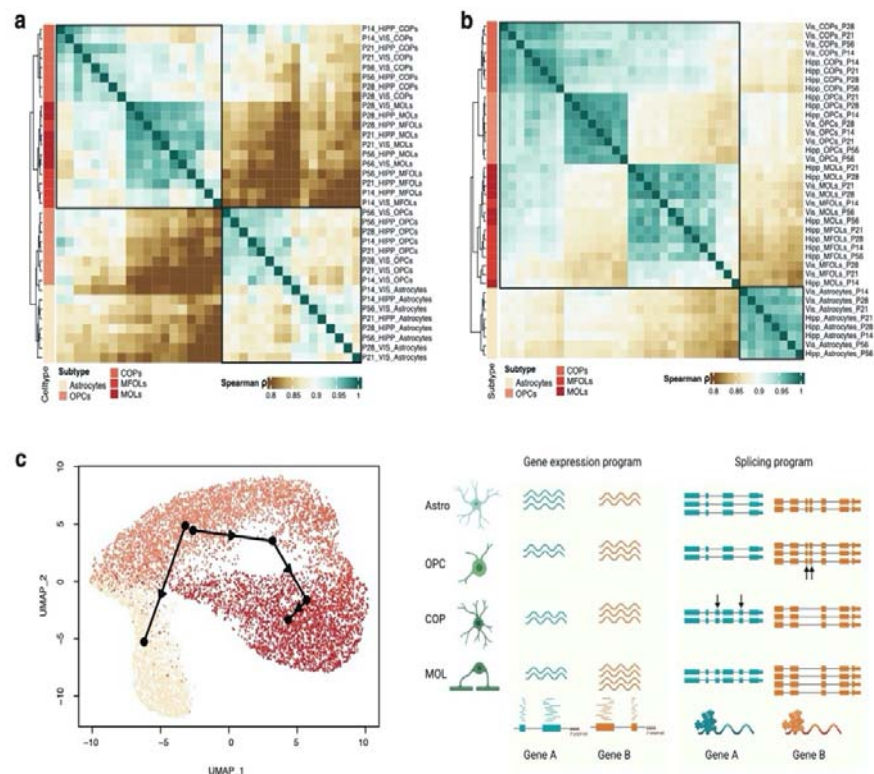 a
P14_HIPP_COPs
P14_VIS_COPs
P21_HIPP_COPs
P21_VIS_COPs
P56_VIS_COPs
P56_HIPP_COPs
P28_HIPP_COPs
P28_VIS_COPs
P28_VIS_MOLs
P28_HIPP_MOLs
P28_HIPP_MFOLs
P21_HIPP_MOLs
P21_VIS_MOLs
P56_HIPP_MOLs
P56_VIS_MOLs
P56_HIPP_MFOLs
P21_HIPP_MFOLs
P14_HIPP_MFOLs
P14_VIS_MFOLs
P56_VIS_OPCs
P56_HIPP_OPCs
P28_HIPP_OPCs
P14_HIPP_OPCs
P21_HIPP_OPCs
P28_VIS_OPCs
P21_VIS_OPCs
P14_VIS_OPCs
P14_VIS_Astrocytes
P14_HIPP_Astrocytes
P56_VIS_Astrocytes
P21_HIPP_Astrocytes
P28_HIPP_Astrocytes
P56_HIPP_Astrocytes
P28_VIS_Astrocytes
P21_VIS_Astrocytes
Celltype
Subtype
Astrocytes
OPCs
COPs
MFOLs
MOLs
Spearman ρ
0.8 0.85 0.9 0.95 1
b
Vis_COPs_P28
Vis_COPs_P21
Vis_COPs_P56
Vis_COPs_P14
Hipp_COPs_P14
Hipp_COPs_P21
Hipp_COPs_P28
Hipp_COPs_P56
Hipp_OPCs_P21
Hipp_OPCs_P28
Hipp_OPCs_P14
Vis_OPCs_P28
Vis_OPCs_P14
Vis_OPCs_P21
Hipp_OPCs_P56
Vis_OPCs_P56
Hipp_MOLs_P21
Hipp_MOLs_P28
Vis_MOLs_P21
Vis_MOLs_P28
Vis_MFOLs_P14
Vis_MOLs_P56
Hipp_MOLs_P56
Hipp_MFOLs_P21
Hipp_MFOLs_P28
Hipp_MFOLs_P14
Hipp_MFOLs_P56
Vis_MFOLs_P28
Vis_MFOLs_P21
Hipp_MOLs_P14
Vis_Astrocytes_P14
Vis_Astrocytes_P28
Vis_Astrocytes_P21
Hipp_Astrocytes_P21
Hipp_Astrocytes_P28
Hipp_Astrocytes_P14
Vis_Astrocytes_P56
Hipp_Astrocytes_P56
Subtype
Subtype
Astrocytes
OPCs
COPs
MFOLs
MOLs
Spearman ρ
0.8 0.85 0.9 0.95 1
c
UMAP_2
10
5
0
−5
−10
−10 −5 0 5 10
UMAP_1
Gene expression program
Splicing program
Astro
OPC
COP
MOL
Gene A
Gene B
Gene A
Gene B